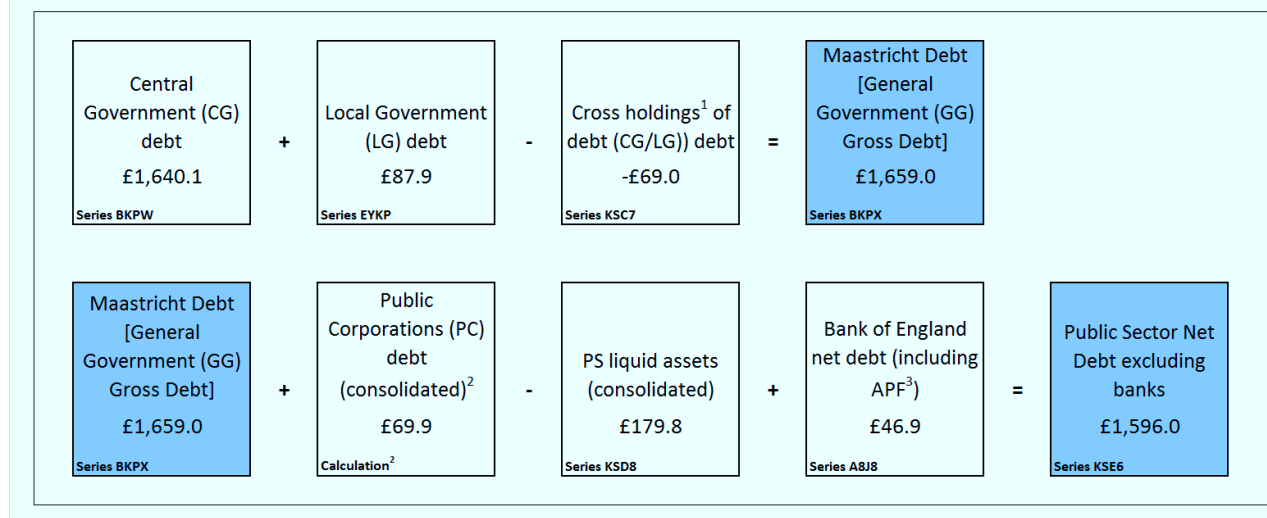 Central
Government (CG)
debt
£1,640.1
Series BKPW
+
Local Government
(LG) debt
£87.9
Series EYKP
-
Cross holdings¹ of
debt (CG/LG)) debt
-£69.0
Series KSC7
=
Maastricht Debt
[General
Government (GG)
Gross Debt]
£1,659.0
Series BKPX
Maastricht Debt
[General
Government (GG)
Gross Debt]
£1,659.0
Series BKPX
+
Public
Corporations (PC)
debt
(consolidated)²
£69.9
Calculation²
-
PS liquid assets
(consolidated)
£179.8
Series KSD8
+
Bank of England
net debt (including
APF³)
£46.9
Series A8J8
=
Public Sector Net
Debt excluding
banks
£1,596.0
Series KSE6